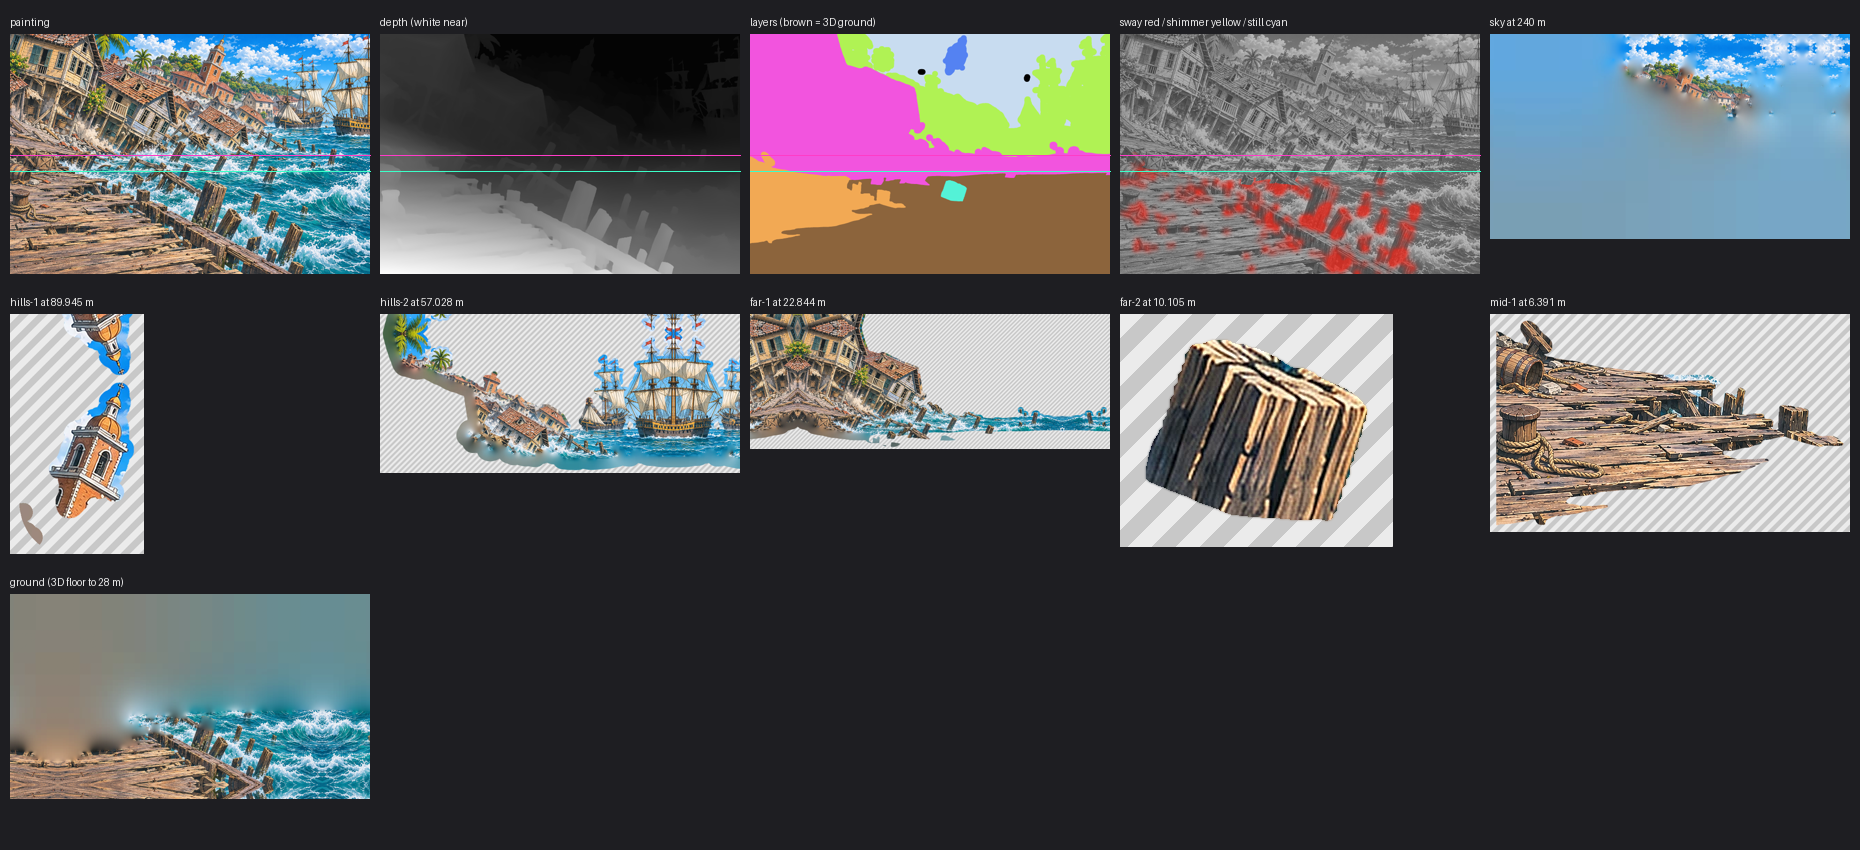 painting
depth (white near)
layers (brown = 3D ground)
sway red / shimmer yellow / still cyan
sky at 240 m
hills-1 at 89.945 m
hills-2 at 57.028 m
far-1 at 22.844 m
far-2 at 10.105 m
mid-1 at 6.391 m
ground (3D floor to 28 m)